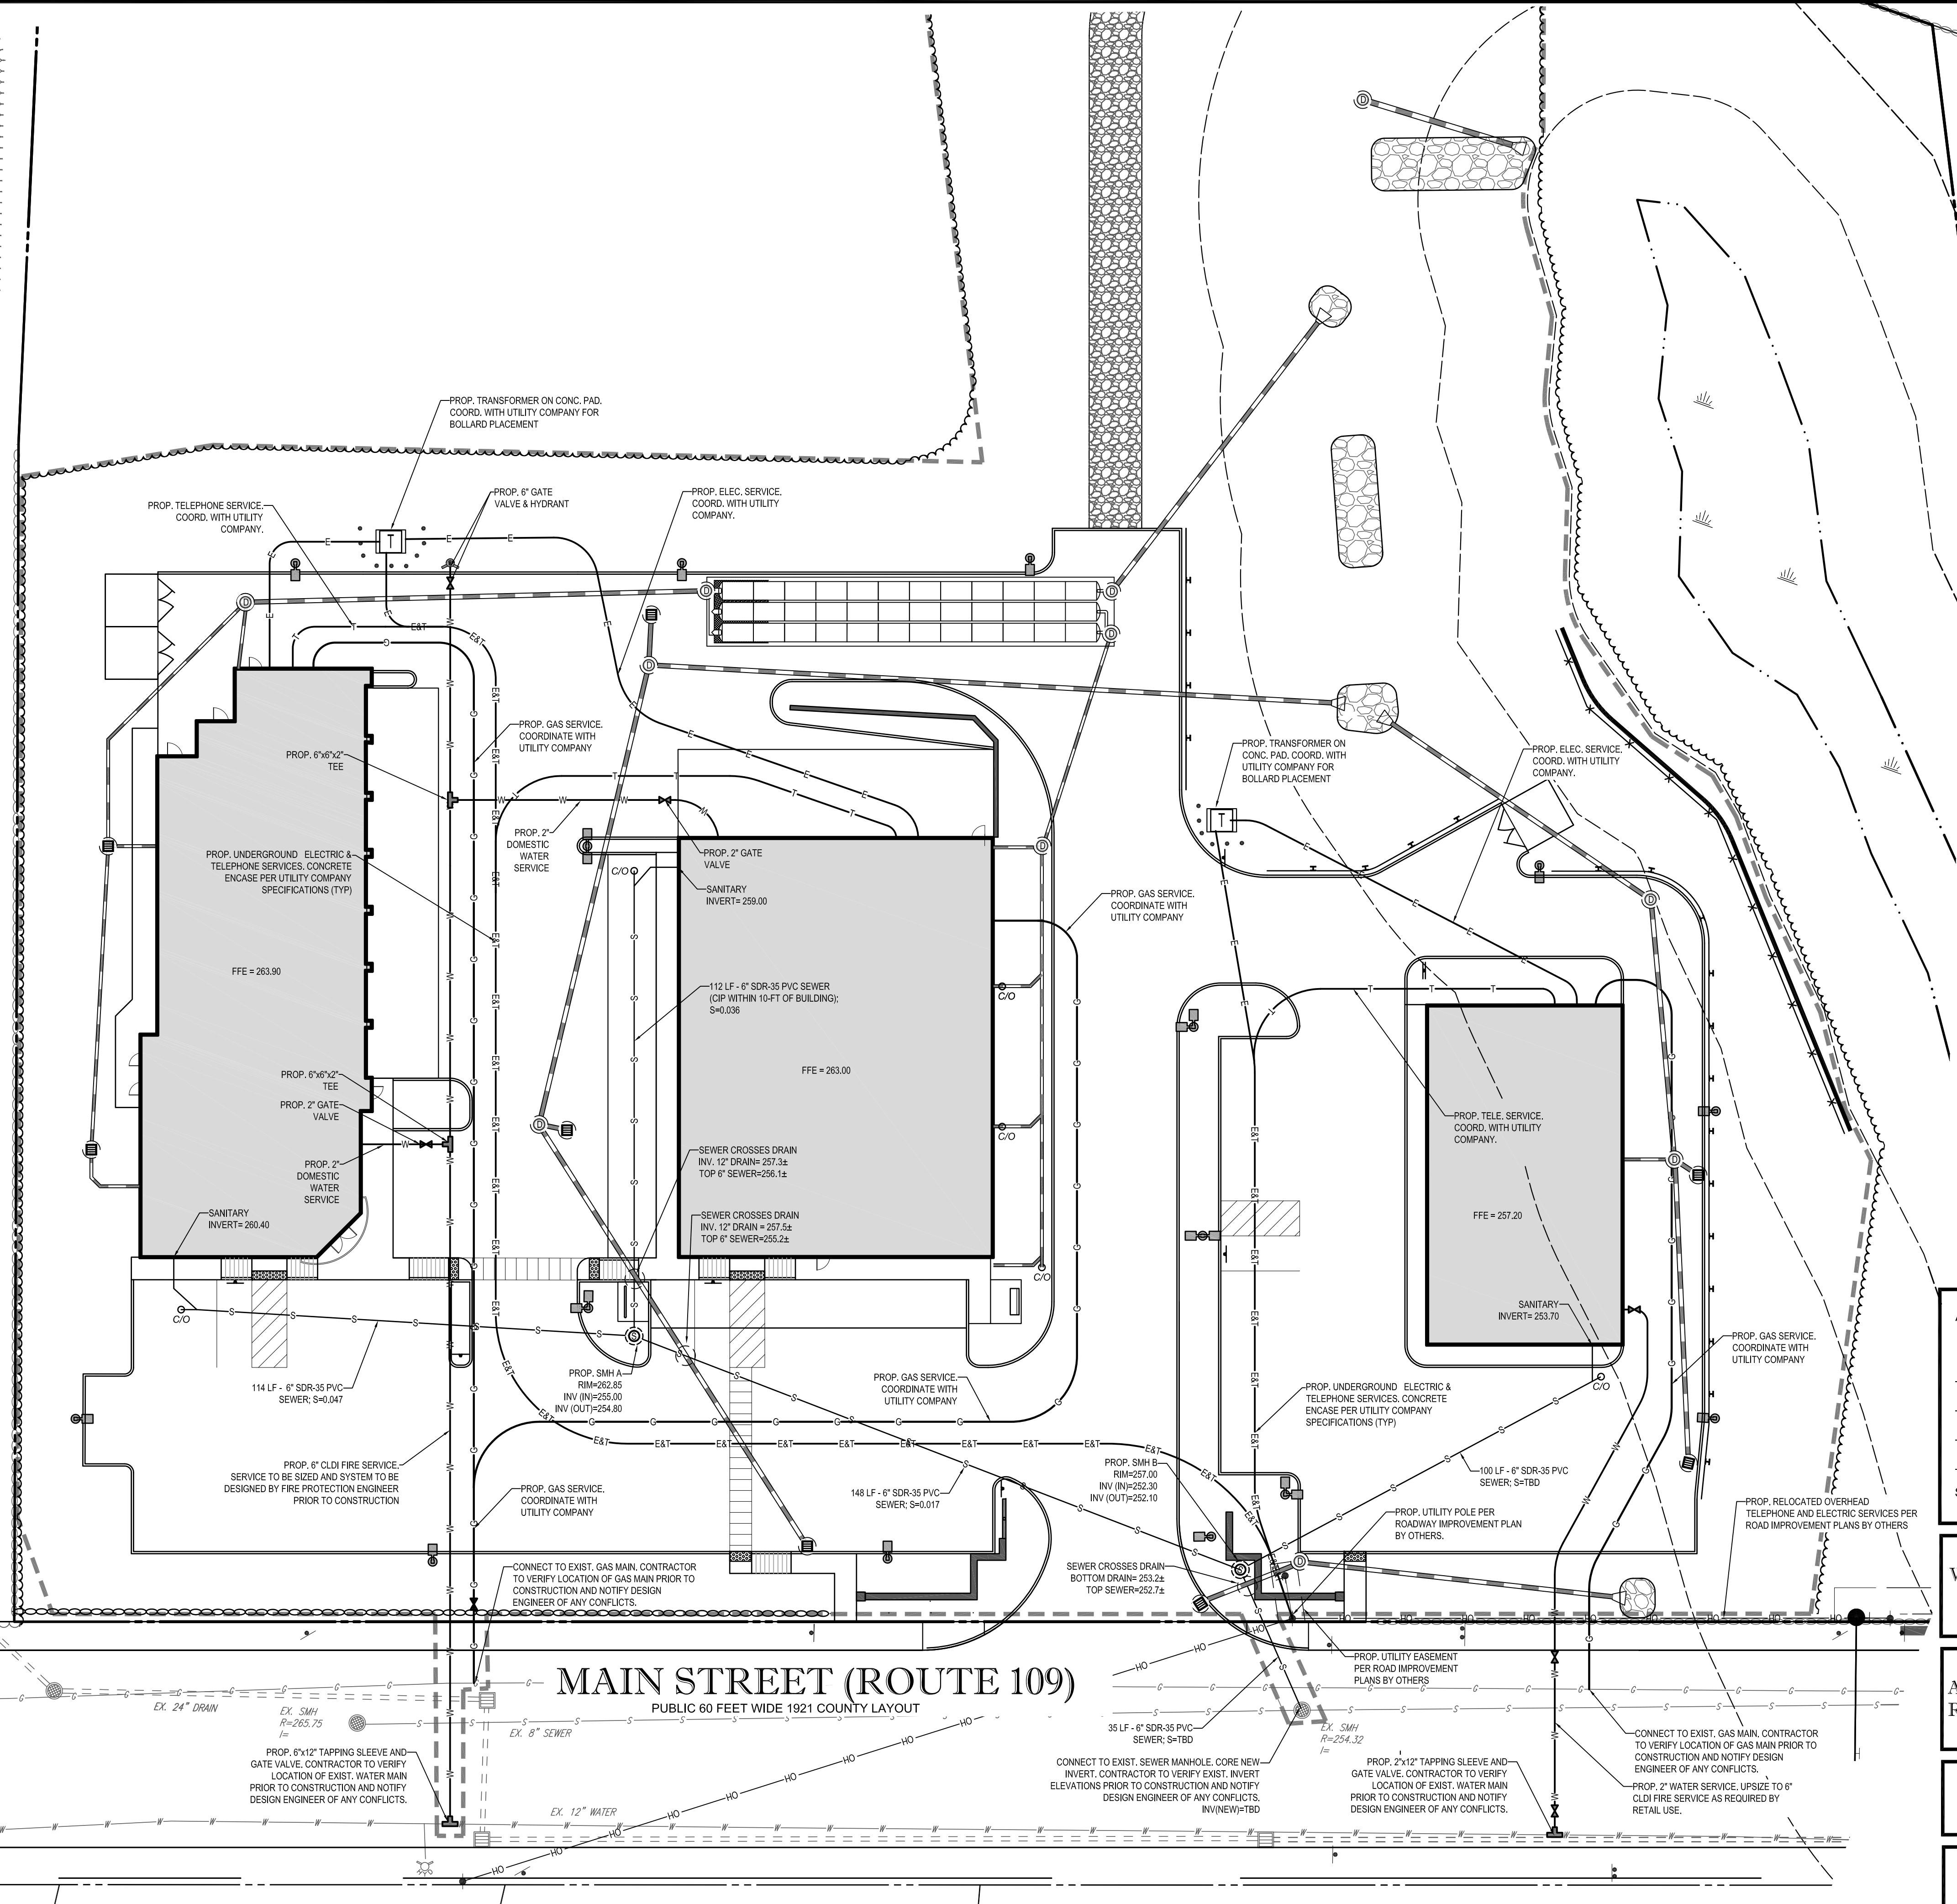 PROP. TRANSFORMER ON CONC. PAD.
COORD. WITH UTILITY COMPANY FOR
BOLLARD PLACEMENT
PROP. TELEPHONE SERVICE.
COORD. WITH UTILITY
COMPANY.
PROP. 6" GATE
VALVE & HYDRANT
PROP. ELEC. SERVICE.
COORD. WITH UTILITY
COMPANY.
PROP. GAS SERVICE.
COORDINATE WITH
UTILITY COMPANY
PROP. 6"x6"x2"
TEE
PROP. TRANSFORMER ON
CONC. PAD. COORD. WITH
UTILITY COMPANY FOR
BOLLARD PLACEMENT
PROP. ELEC. SERVICE.
COORD. WITH UTILITY
COMPANY.
PROP. 2"
DOMESTIC
WATER
SERVICE
PROP. 2" GATE
VALVE
PROP. UNDERGROUND ELECTRIC &
TELEPHONE SERVICES. CONCRETE
ENCASE PER UTILITY COMPANY
SPECIFICATIONS (TYP)
C/O
SANITARY
INVERT= 259.00
PROP. GAS SERVICE.
COORDINATE WITH
UTILITY COMPANY
FFE = 263.90
112 LF - 6" SDR-35 PVC SEWER
(CIP WITHIN 10-FT OF BUILDING);
S=0.036
C/O
FFE = 263.00
PROP. 6"x6"x2"
TEE
PROP. 2" GATE
VALVE
C/O
PROP. TELE. SERVICE.
COORD. WITH UTILITY
COMPANY.
PROP. 2"
DOMESTIC
WATER
SERVICE
SEWER CROSSES DRAIN
INV. 12" DRAIN= 257.3±
TOP 6" SEWER=256.1±
SANITARY
INVERT= 260.40
SEWER CROSSES DRAIN
INV. 12" DRAIN = 257.5±
TOP 6" SEWER=255.2±
FFE = 257.20
C/O
C/O
SANITARY
INVERT= 253.70
PROP. GAS SERVICE.
COORDINATE WITH
UTILITY COMPANY
114 LF - 6" SDR-35 PVC
SEWER; S=0.047
PROP. SMH A
RIM=262.85
INV (IN)=255.00
INV (OUT)=254.80
PROP. GAS SERVICE.
COORDINATE WITH
UTILITY COMPANY
C/O
PROP. UNDERGROUND ELECTRIC &
TELEPHONE SERVICES. CONCRETE
ENCASE PER UTILITY COMPANY
SPECIFICATIONS (TYP)
PROP. 6" CLDI FIRE SERVICE.
SERVICE TO BE SIZED AND SYSTEM TO BE
DESIGNED BY FIRE PROTECTION ENGINEER
PRIOR TO CONSTRUCTION
PROP. GAS SERVICE.
COORDINATE WITH
UTILITY COMPANY
148 LF - 6" SDR-35 PVC
SEWER; S=0.017
PROP. SMH B
RIM=257.00
INV (IN)=252.30
INV (OUT)=252.10
100 LF - 6" SDR-35 PVC
SEWER; S=TBD
PROP. UTILITY POLE PER
ROADWAY IMPROVEMENT PLAN
BY OTHERS.
PROP. RELOCATED OVERHEAD
TELEPHONE AND ELECTRIC SERVICES PER
ROAD IMPROVEMENT PLANS BY OTHERS
CONNECT TO EXIST. GAS MAIN. CONTRACTOR
TO VERIFY LOCATION OF GAS MAIN PRIOR TO
CONSTRUCTION AND NOTIFY DESIGN
ENGINEER OF ANY CONFLICTS.
SEWER CROSSES DRAIN
BOTTOM DRAIN= 253.2±
TOP SEWER=252.7±
MAIN STREET (ROUTE 109)
PUBLIC 60 FEET WIDE 1921 COUNTY LAYOUT
PROP. UTILITY EASEMENT
PER ROAD IMPROVEMENT
PLANS BY OTHERS
EX. 24" DRAIN
EX. SMH
R=265.75
I=
EX. 8" SEWER
35 LF - 6" SDR-35 PVC
SEWER; S=TBD
EX. SMH
R=254.32
I=
PROP. 6"x12" TAPPING SLEEVE AND
GATE VALVE. CONTRACTOR TO VERIFY
LOCATION OF EXIST. WATER MAIN
PRIOR TO CONSTRUCTION AND NOTIFY
DESIGN ENGINEER OF ANY CONFLICTS.
CONNECT TO EXIST. SEWER MANHOLE. CORE NEW
INVERT. CONTRACTOR TO VERIFY EXIST. INVERT
ELEVATIONS PRIOR TO CONSTRUCTION AND NOTIFY
DESIGN ENGINEER OF ANY CONFLICTS.
INV(NEW)=TBD
PROP. 2"x12" TAPPING SLEEVE AND
GATE VALVE. CONTRACTOR TO VERIFY
LOCATION OF EXIST. WATER MAIN
PRIOR TO CONSTRUCTION AND NOTIFY
DESIGN ENGINEER OF ANY CONFLICTS.
CONNECT TO EXIST. GAS MAIN. CONTRACTOR
TO VERIFY LOCATION OF GAS MAIN PRIOR TO
CONSTRUCTION AND NOTIFY DESIGN
ENGINEER OF ANY CONFLICTS.
PROP. 2" WATER SERVICE. UPSIZE TO 6"
CLDI FIRE SERVICE AS REQUIRED BY
RETAIL USE.
EX. 12" WATER